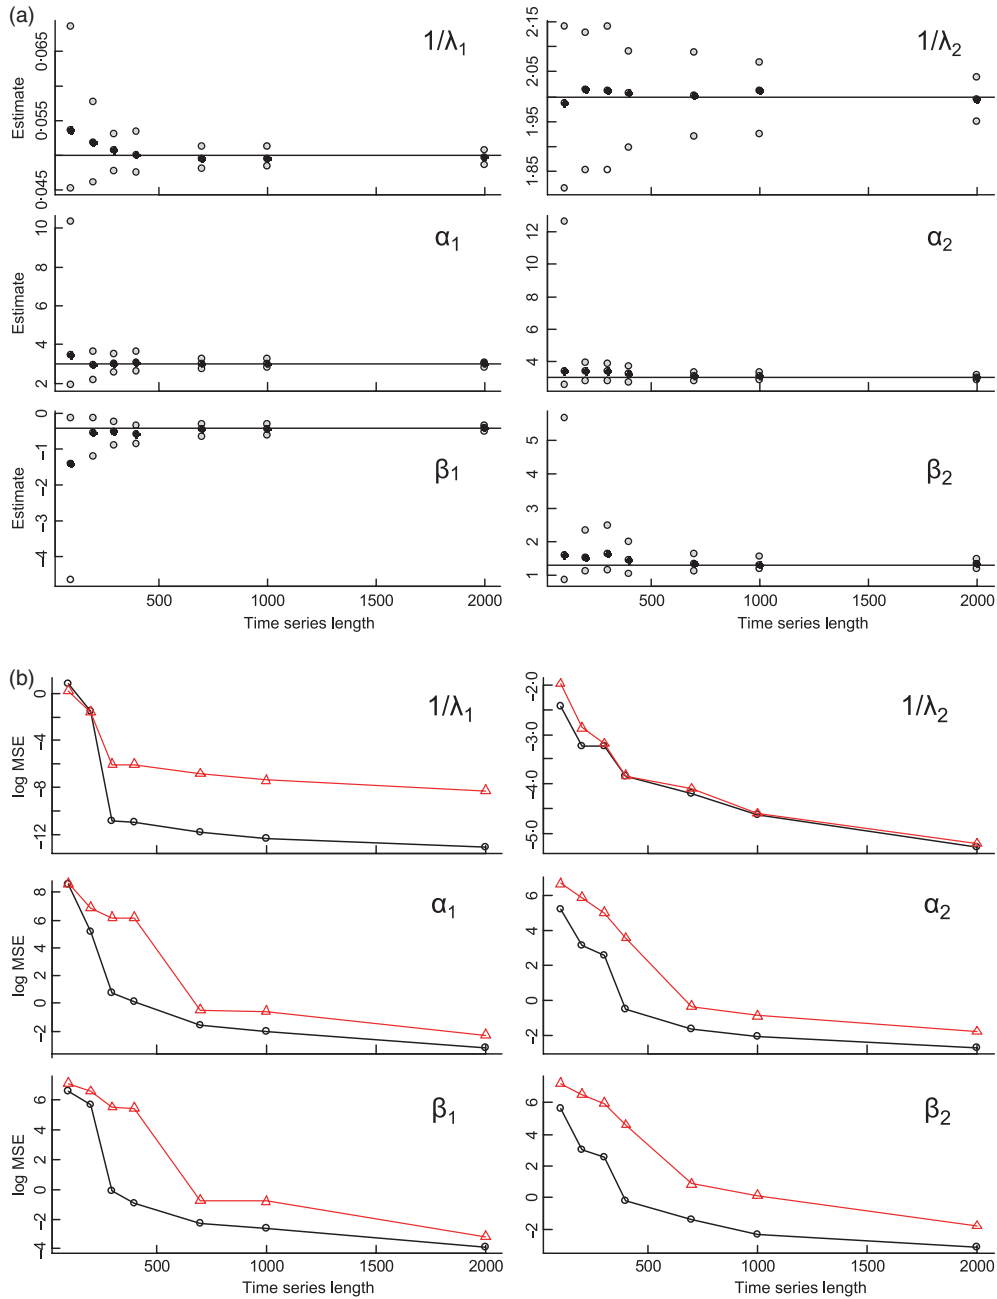 (a)
1/λ1
Estimate
0·045 0·055 0·065
1/λ2
1·85 1·95 2·05 2·15
α1
Estimate
2 4 6 8 10
α2
4 6 8 10 12
β1
Estimate
−4 −3 −2 −1 0
500 1000 1500 2000
Time series length
β2
1 2 3 4 5
500 1000 1500 2000
Time series length
(b)
1/λ1
log MSE
−12 −8 −4 0
1/λ2
−5·0 −4·0 −3·0 −2·0
α1
log MSE
−2 0 2 4 6 8
α2
−2 0 2 4 6
β1
log MSE
−4 −2 0 2 4 6
500 1000 1500 2000
Time series length
β2
−2 0 2 4 6
500 1000 1500 2000
Time series length